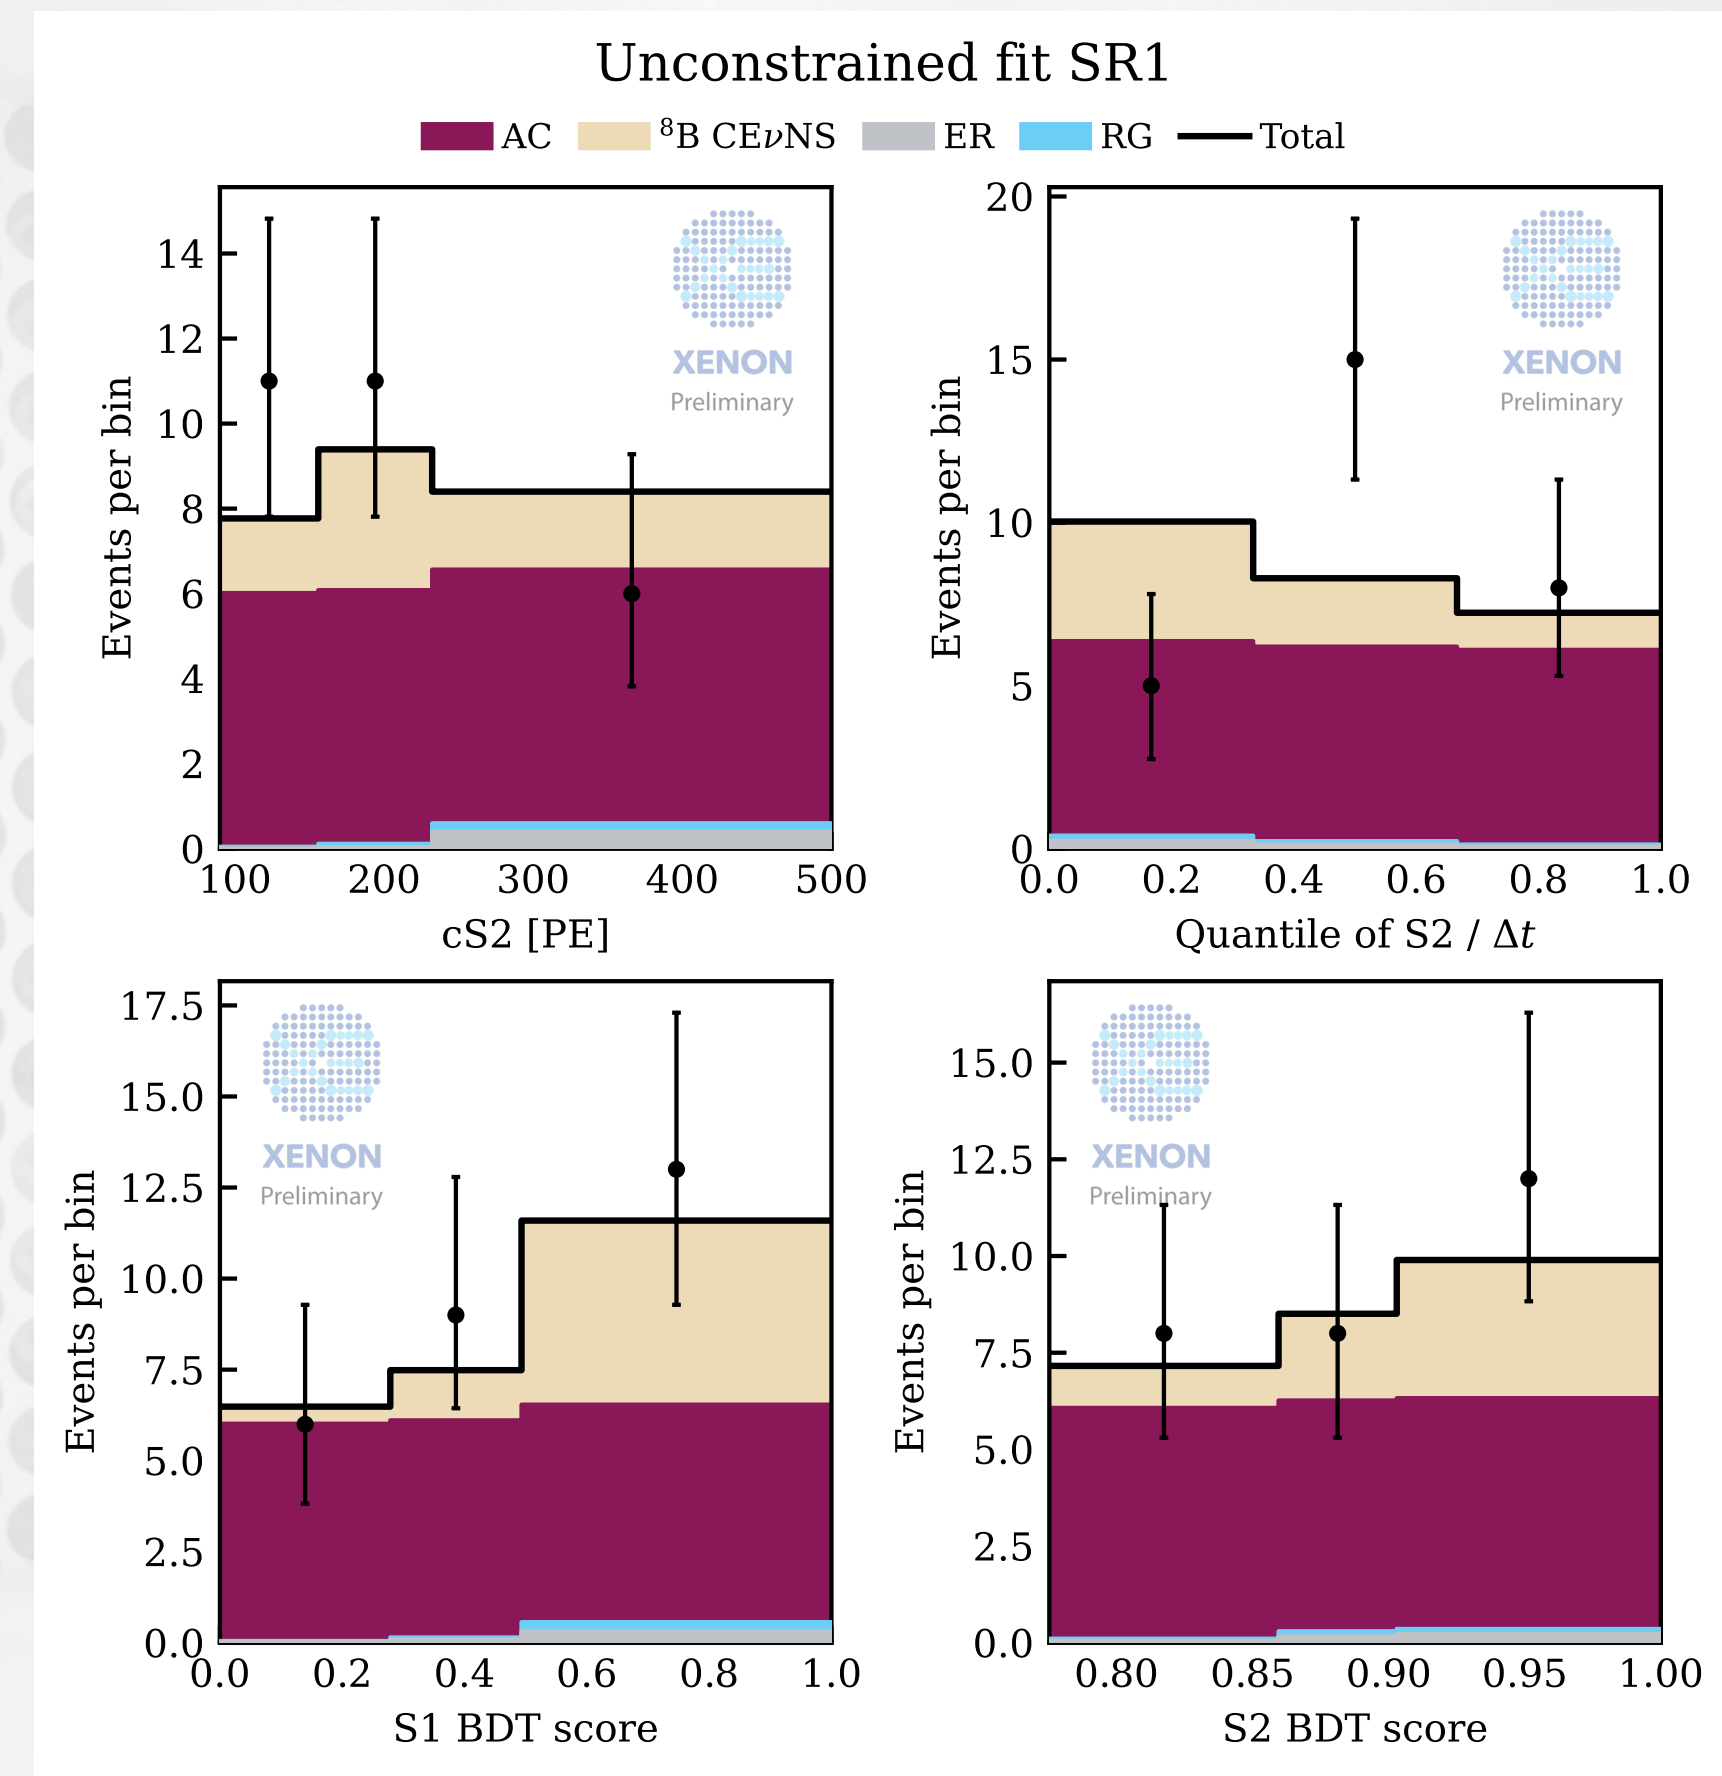 Unconstrained fit SR1
AC ⁸B CEνNS ER RG Total
Events per bin
14
12
10
8
6
4
2
0
100 200 300 400 500
cS2 [PE]
XENON
Preliminary
Events per bin
20
15
10
5
0
0.0 0.2 0.4 0.6 0.8 1.0
Quantile of S2 / Δt
XENON
Preliminary
Events per bin
17.5
15.0
12.5
10.0
7.5
5.0
2.5
0.0
0.0 0.2 0.4 0.6 0.8 1.0
S1 BDT score
XENON
Preliminary
Events per bin
15.0
12.5
10.0
7.5
5.0
2.5
0.0
0.80 0.85 0.90 0.95 1.00
S2 BDT score
XENON
Preliminary